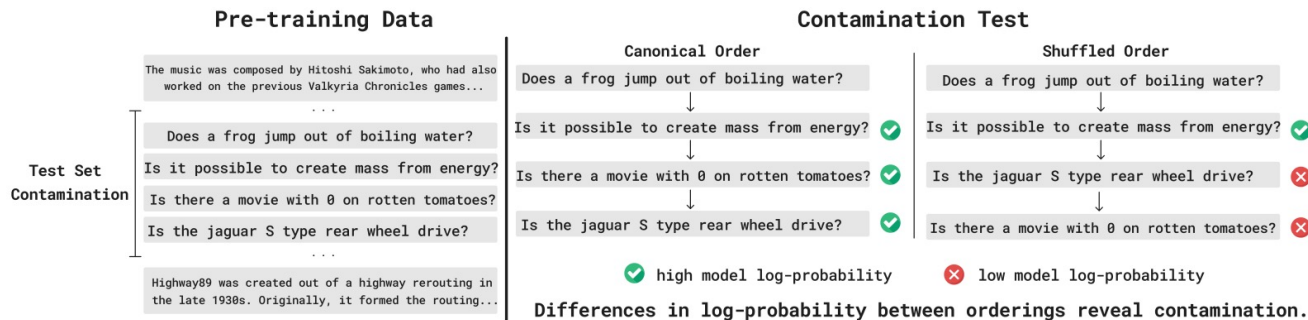 Pre-training Data
The music was composed by Hitoshi Sakimoto, who had also
worked on the previous Valkyria Chronicles games...
...
Test Set
Contamination
Does a frog jump out of boiling water?
Is it possible to create mass from energy?
Is there a movie with 0 on rotten tomatoes?
Is the jaguar S type rear wheel drive?
...
Highway89 was created out of a highway rerouting in
the late 1930s. Originally, it formed the routing...
Contamination Test
Canonical Order
Does a frog jump out of boiling water?
Is it possible to create mass from energy?
Is there a movie with 0 on rotten tomatoes?
Is the jaguar S type rear wheel drive?
Shuffled Order
Does a frog jump out of boiling water?
Is it possible to create mass from energy?
Is the jaguar S type rear wheel drive?
Is there a movie with 0 on rotten tomatoes?
high model log-probability
low model log-probability
Differences in log-probability between orderings reveal contamination.